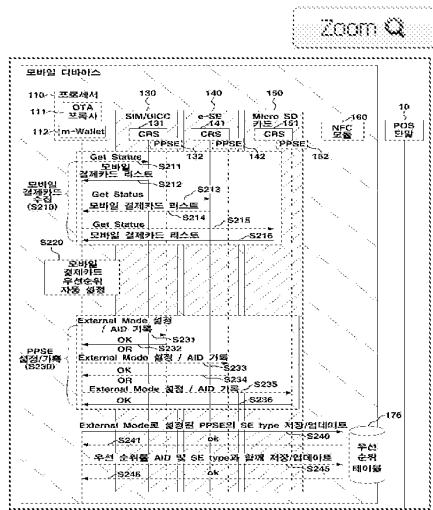 Zoom
모바일 디바이스
110 프로세서
111 OTA 프록시
112 m-Wallet
130 140 150
SIM/UICC e-SE Micro SD 카드
131 141 151
CRS CRS CRS
PPSE PPSE PPSE
132 142 152
160
NFC 모듈
10
POS 단말
모바일 결제카드 수집 (S210)
Get Status S211
모바일 결제카드 리스트 S212
Get Status S213
모바일 결제카드 리스트
S214
Get Status S215
모바일 결제카드 리스트 S216
S220
모바일 결제카드 우선순위 자동 설정
PPSE 설정/기록 (S230)
External Mode 설정 / AID 기록 S231
OK S232
OR
External Mode 설정 / AID 기록 S233
OK S234
OR
External Mode 설정 / AID 기록 S235
OK S236
176
External Mode로 설정된 PPSE의 SE type 저장/업데이트
S240
S241 ok
우선 순위를 AID 및 SE type과 함께 저장/업데이트
S245
S246 ok
우선 순위 테이블